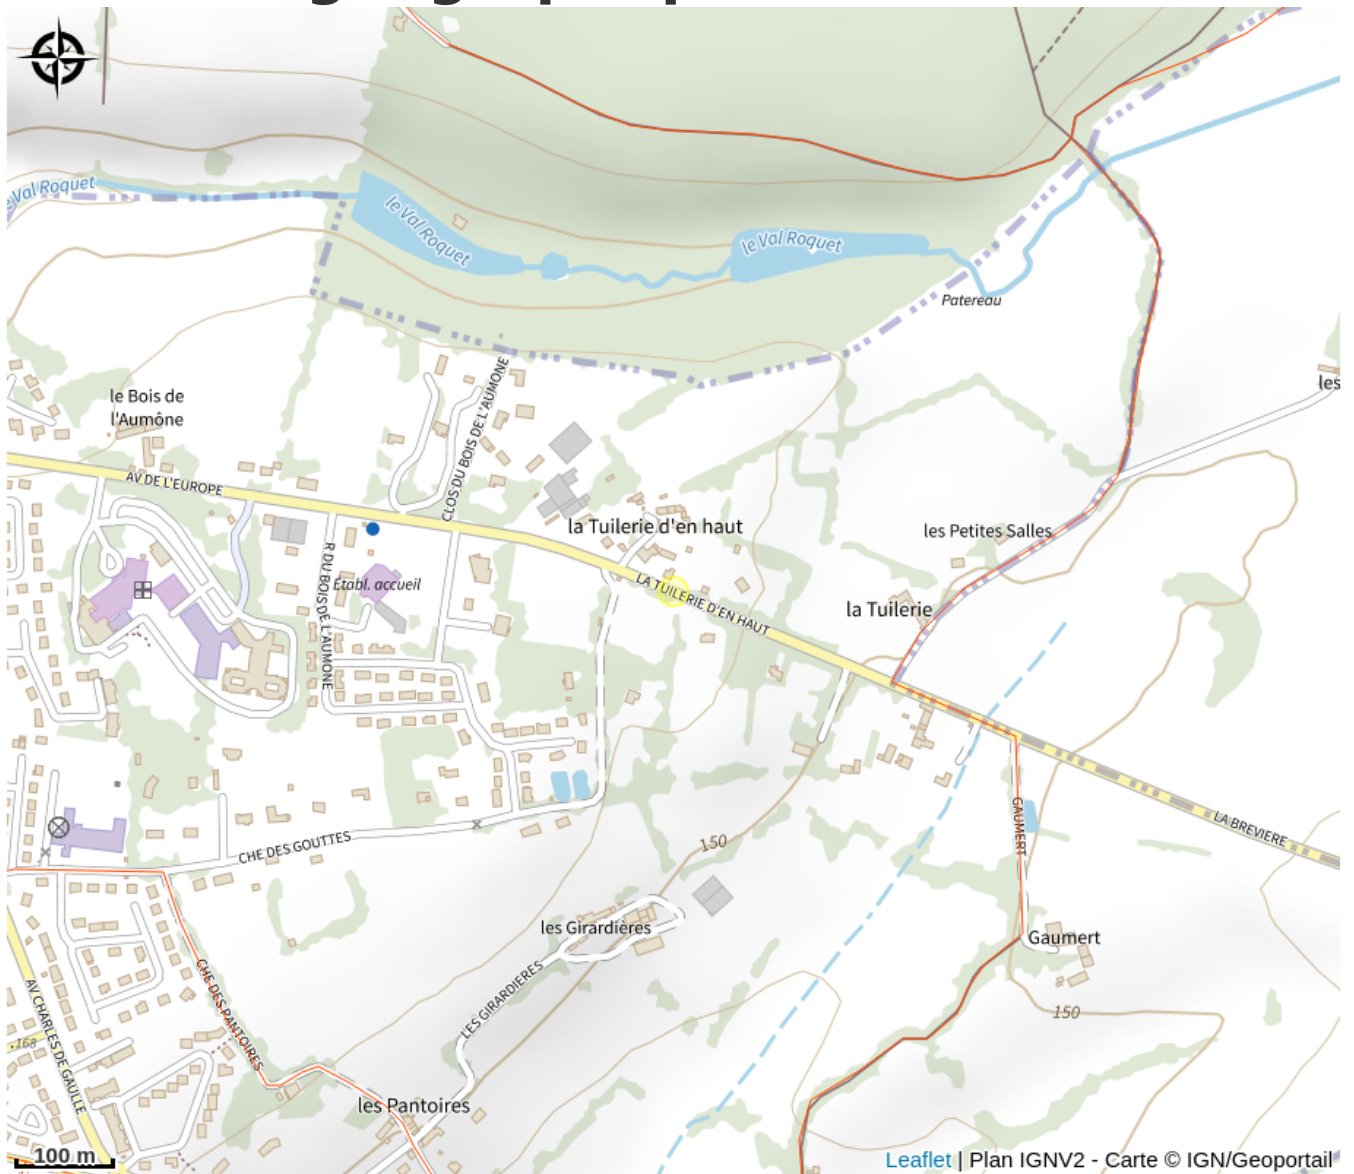 le Val Roquet
le Val Roquet
le Val Roquet
Patereau
les
le Bois de
l'Aumône
CLOS DU BOIS DE L'AUMONE
AV DE L'EUROPE
la Tuilerie d'en haut
les Petites Salles
R DU BOIS DE L'AUMONE
Établ. accueil
LA TUILERIE D'EN HAUT
la Tuilerie
GAUMERT
LA BREVIERE
CHE DES GOUTTES
150
les Girardières
Gaumert
CHE DES PANTOIRES
LES GIRARDIERES
AV CHARLES DE GAULLE
150
168
les Pantoires
100 m
Leaflet | Plan IGNV2 - Carte © IGN/Geoportail